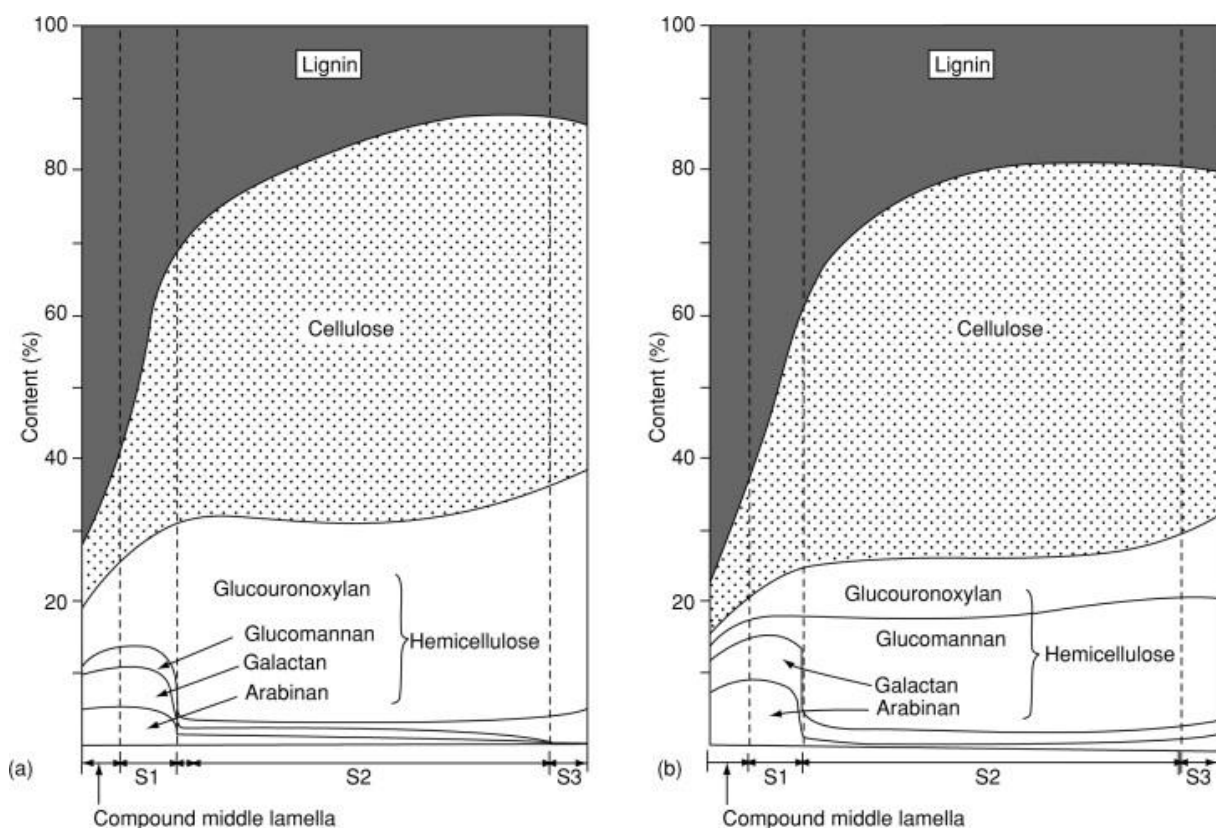 100
80
60
40
20
Content (%)
Lignin
Cellulose
Glucouronoxylan
Glucomannan
Galactan
Arabinan
Hemicellulose
(a)
S1
S2
S3
Compound middle lamella
100
80
60
40
20
Content (%)
Lignin
Cellulose
Glucouronoxylan
Glucomannan
Galactan
Arabinan
Hemicellulose
(b)
S1
S2
S3
Compound middle lamella